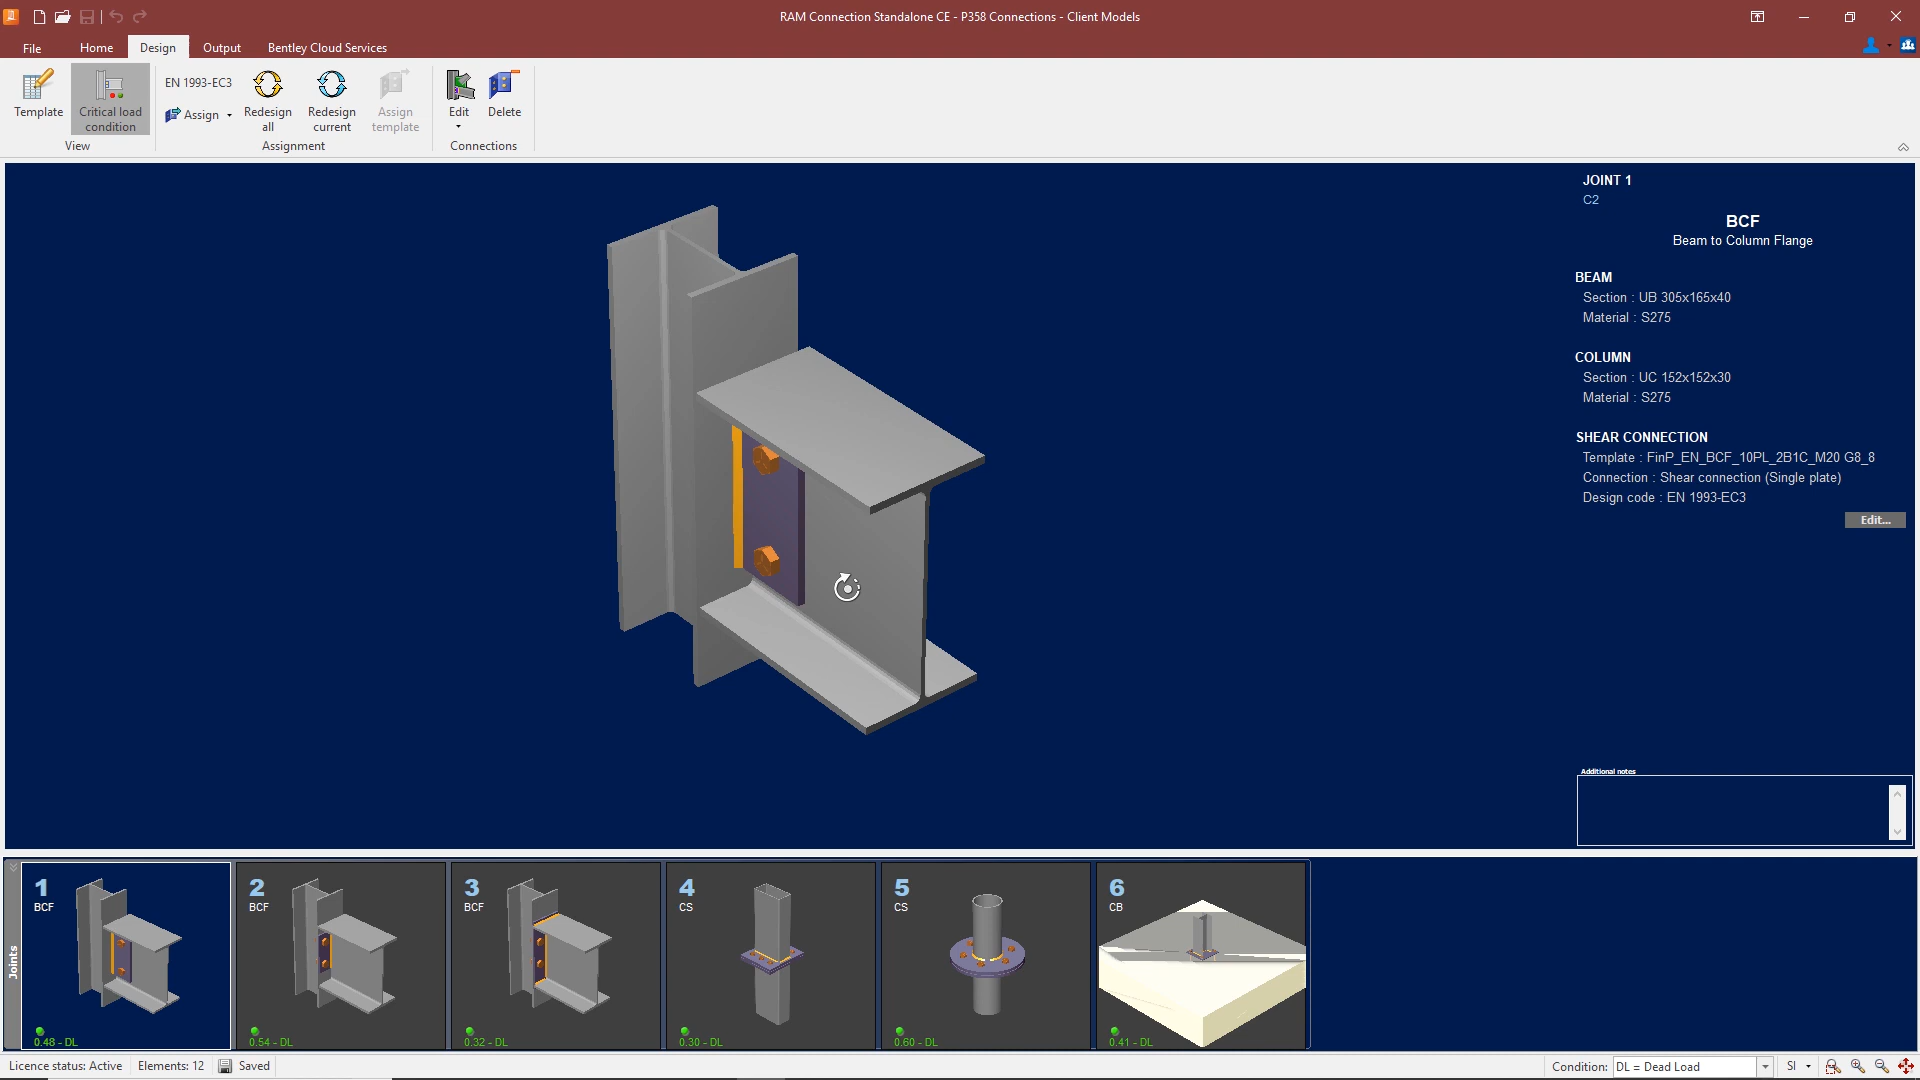 RAM Connection Standalone CE - P358 Connections - Client Models
File Home Design Output Bentley Cloud Services
Template
Critical load condition
View
EN 1993-EC3
Assign
Redesign all
Redesign current
Assign template
Assignment
Edit
Delete
Connections
JOINT 1
C2
BCF
Beam to Column Flange
BEAM
Section : UB 305x165x40
Material : S275
COLUMN
Section : UC 152x152x30
Material : S275
SHEAR CONNECTION
Template : FinP_EN_BCF_10PL_2B1C_M20 G8_8
Connection : Shear connection (Single plate)
Design code : EN 1993-EC3
Edit...
Additional notes
Joints
1
BCF
0.48 - DL
2
BCF
0.54 - DL
3
BCF
0.32 - DL
4
CS
0.30 - DL
5
CS
0.60 - DL
6
CB
0.41 - DL
Licence status: Active Elements: 12 Saved
Condition: DL = Dead Load SI